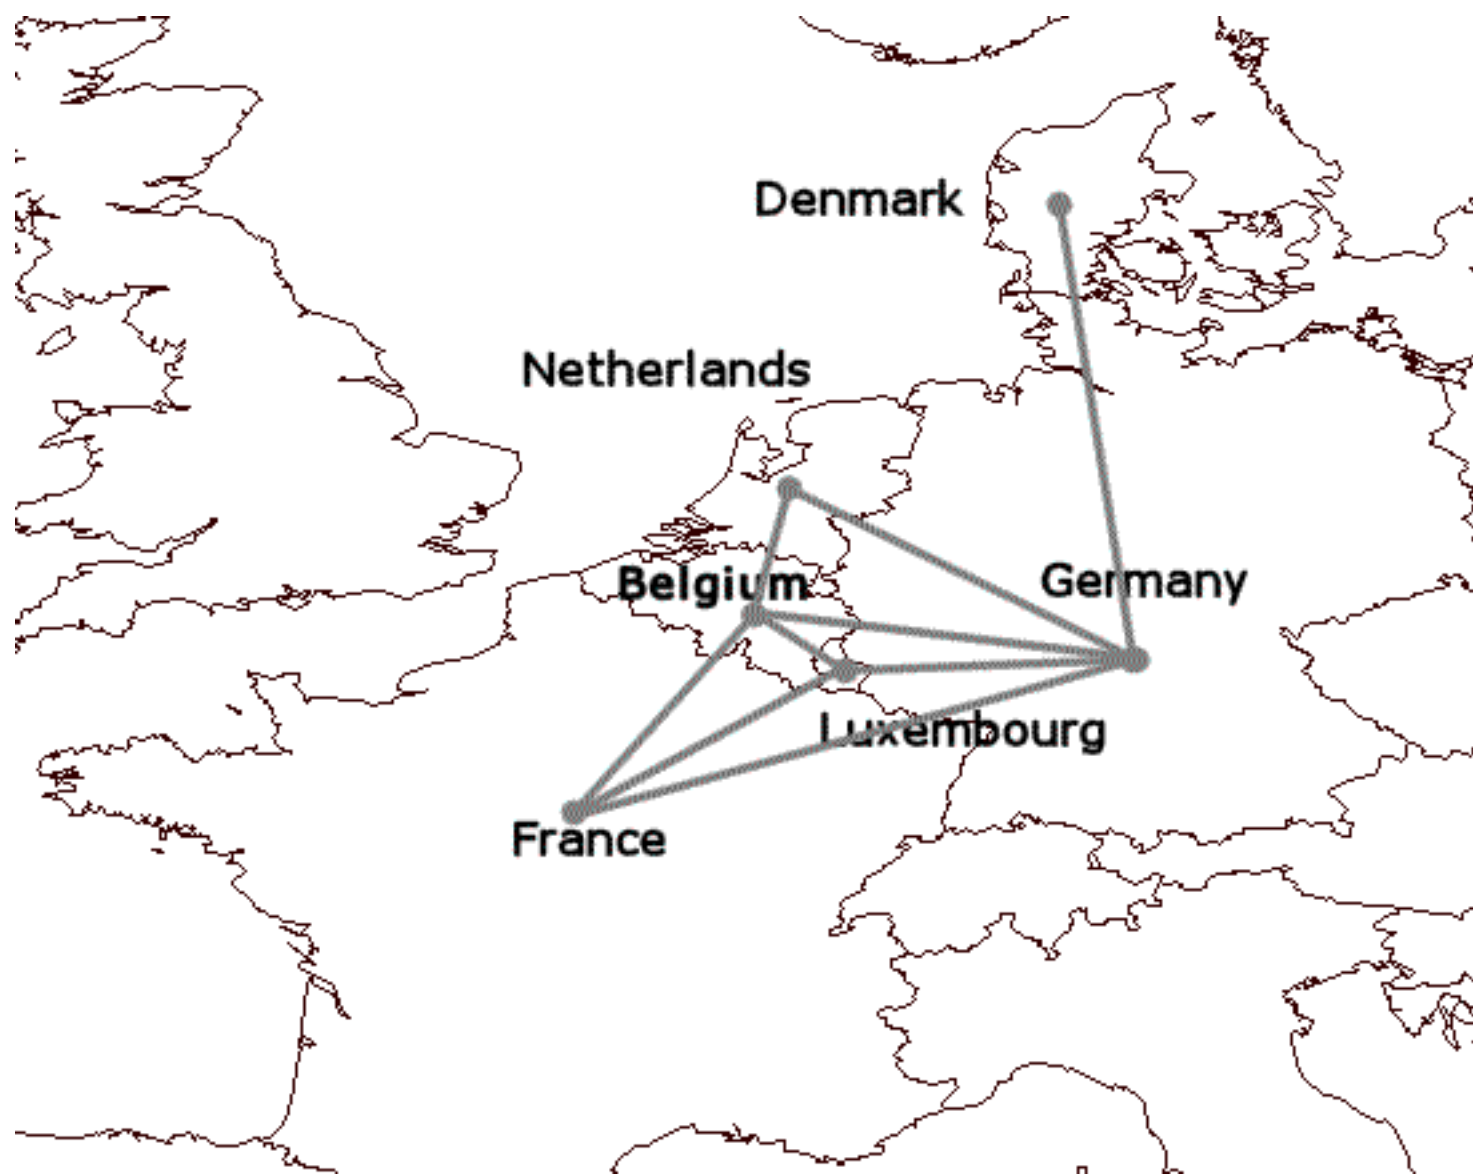 Denmark
Netherlands
Belgium
Germany
Luxembourg
France